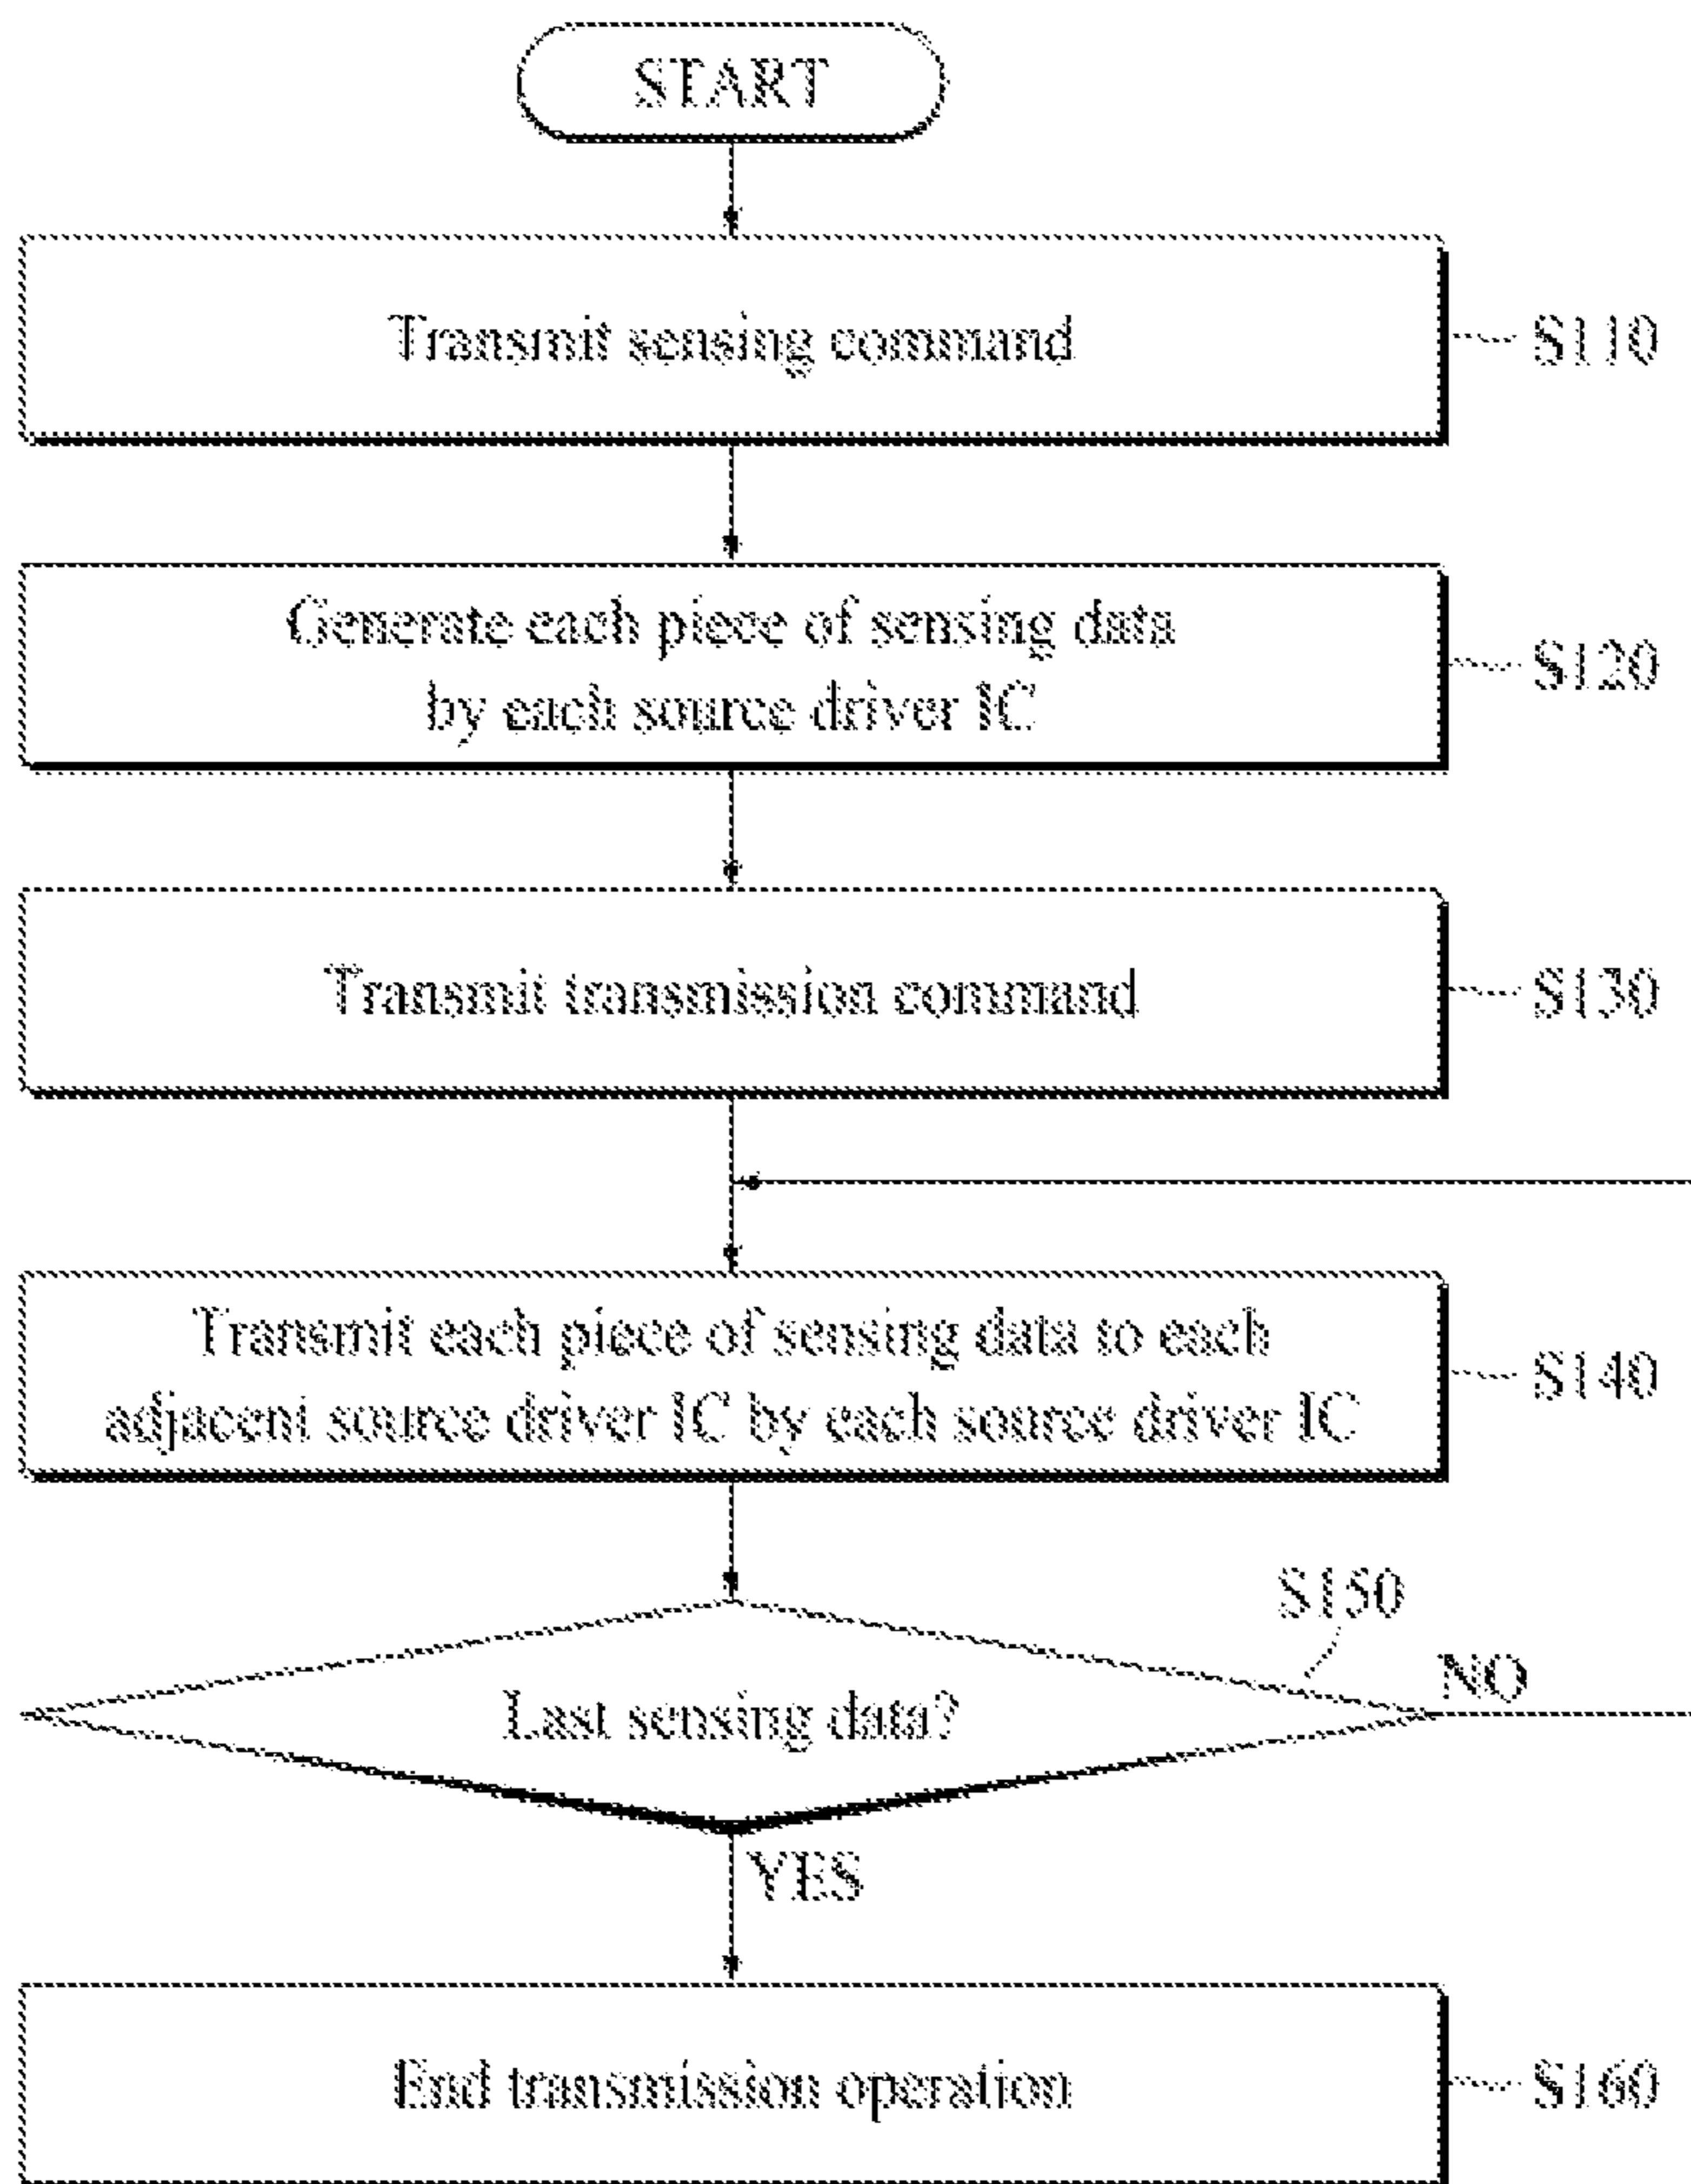 START
Transmit sensing command
S110
Generate each piece of sensing data
by each source driver IC
S120
Transmit transmission command
S130
Transmit each piece of sensing data to each
adjacent source driver IC by each source driver IC
S140
S150
Last sensing data?
NO
YES
End transmission operation
S160